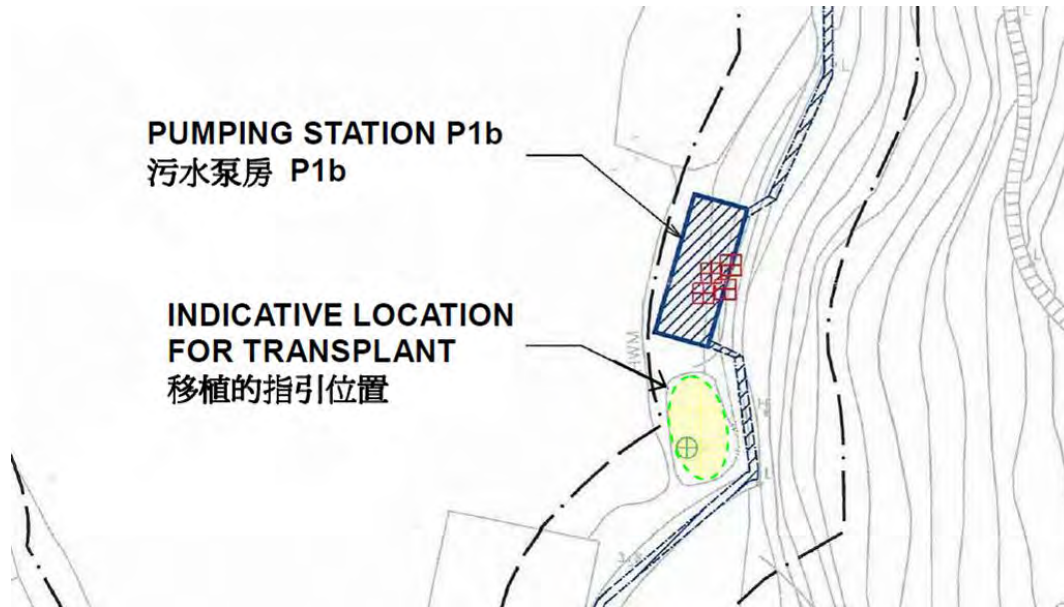 PUMPING STATION P1b
污水泵房 P1b
INDICATIVE LOCATION
FOR TRANSPLANT
移植的指引位置
HWM